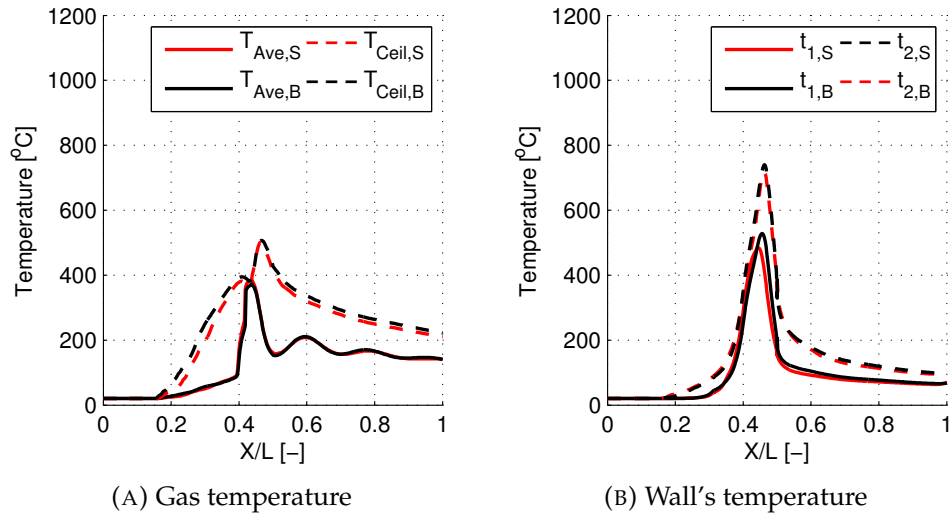 1200
1000
800
600
400
200
0
Temperature [°C]
T_Ave,S
T_Ceil,S
T_Ave,B
T_Ceil,B
0 0.2 0.4 0.6 0.8 1
X/L [–]
(A) Gas temperature
1200
1000
800
600
400
200
0
Temperature [°C]
t_1,S
t_2,S
t_1,B
t_2,B
0 0.2 0.4 0.6 0.8 1
X/L [–]
(B) Wall's temperature